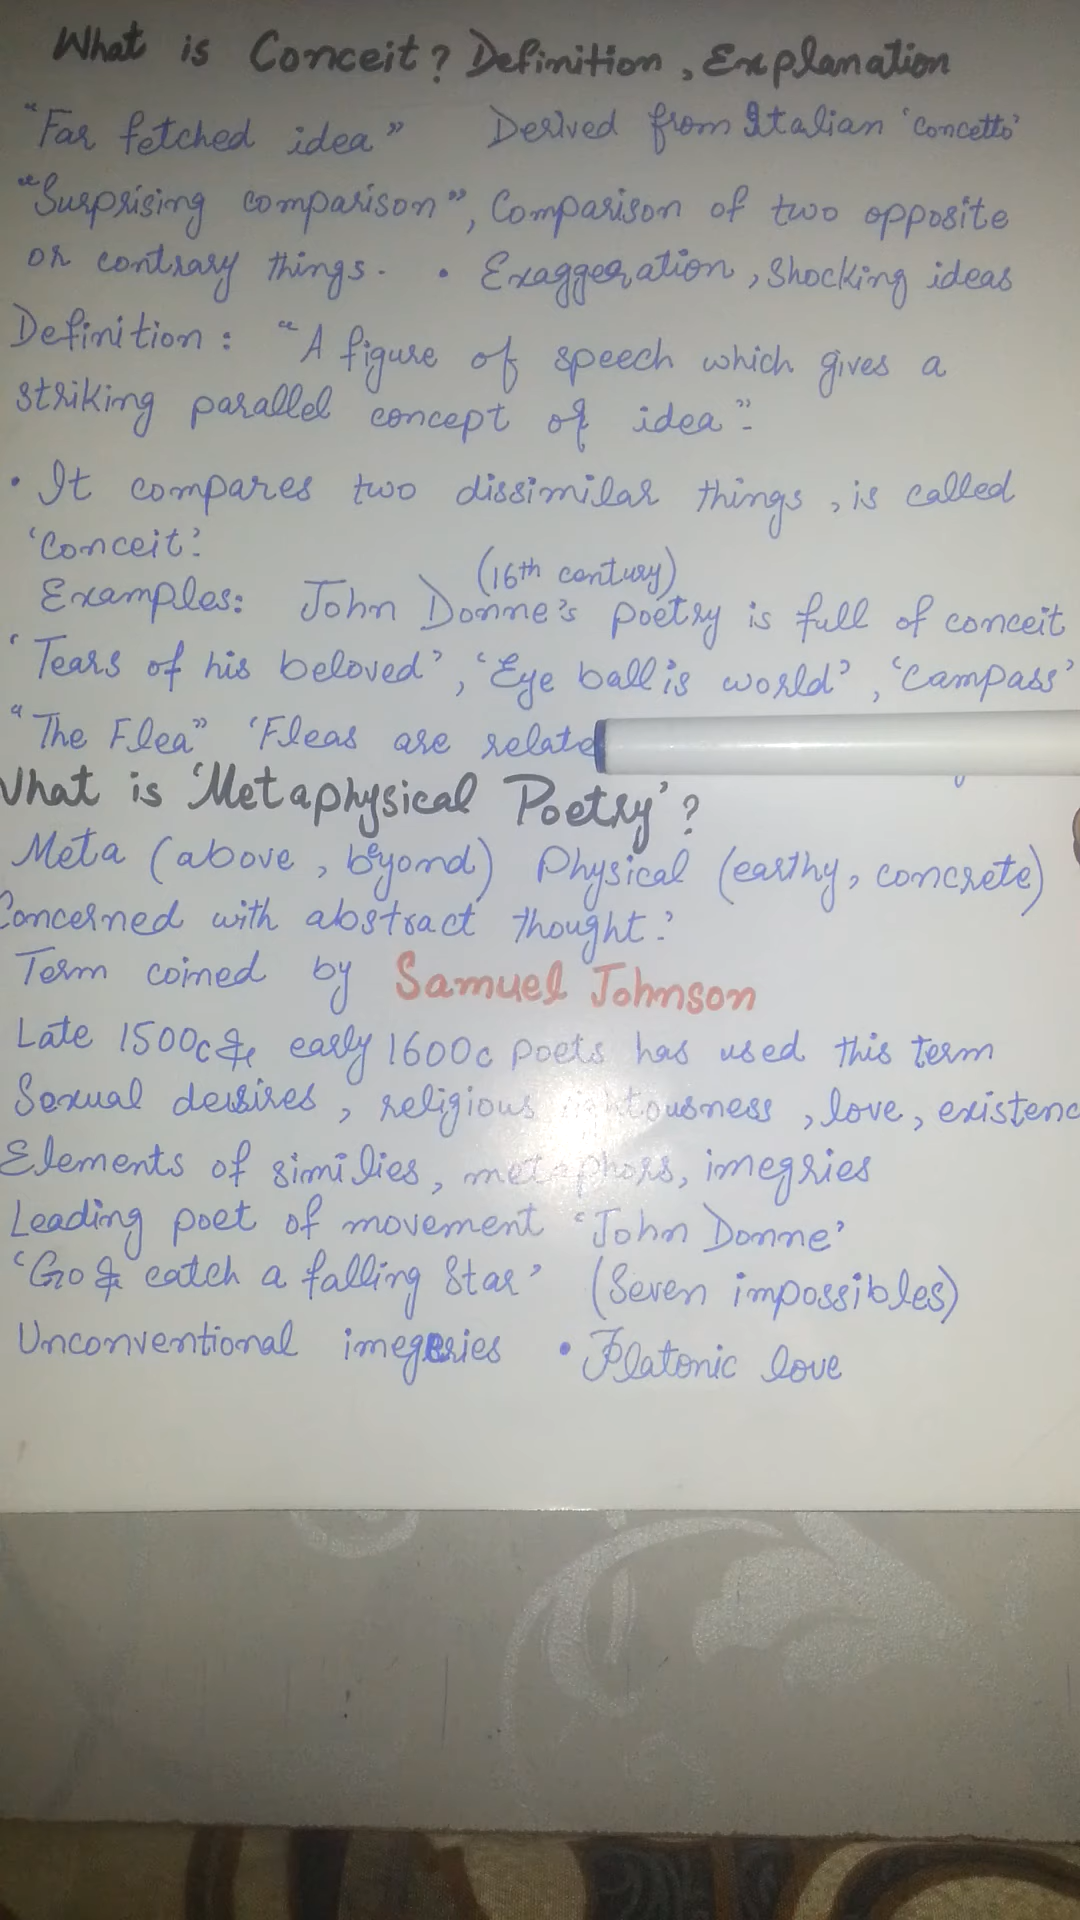 What is Conceit? Definition, Explanation
"Far fetched idea" Derived from Italian 'concetto'
"Surprising comparison", Comparison of two opposite
or contrary things. • Exaggeration, Shocking ideas
Definition: "A figure of speech which gives a
striking parallel concept of idea".
• It compares two dissimilar things, is called
'Conceit'.
(16th century)
Examples: John Donne's poetry is full of conceit
'Tears of his beloved', 'Eye ball is world', 'Campass'
"The Flea" 'Fleas are relate
What is 'Metaphysical Poetry'?
Meta (above, beyond) Physical (earthy, concrete)
Concerned with abstract thought.'
Term coined by Samuel Johnson
Late 1500c & early 1600c poets has used this term
Sexual desires, religious rightousness, love, existenc
Elements of similies, metaphors, imegries
Leading poet of movement 'John Donne'
'Go & catch a falling Star' (Seven impossibles)
Unconventional imegeries • Platonic love